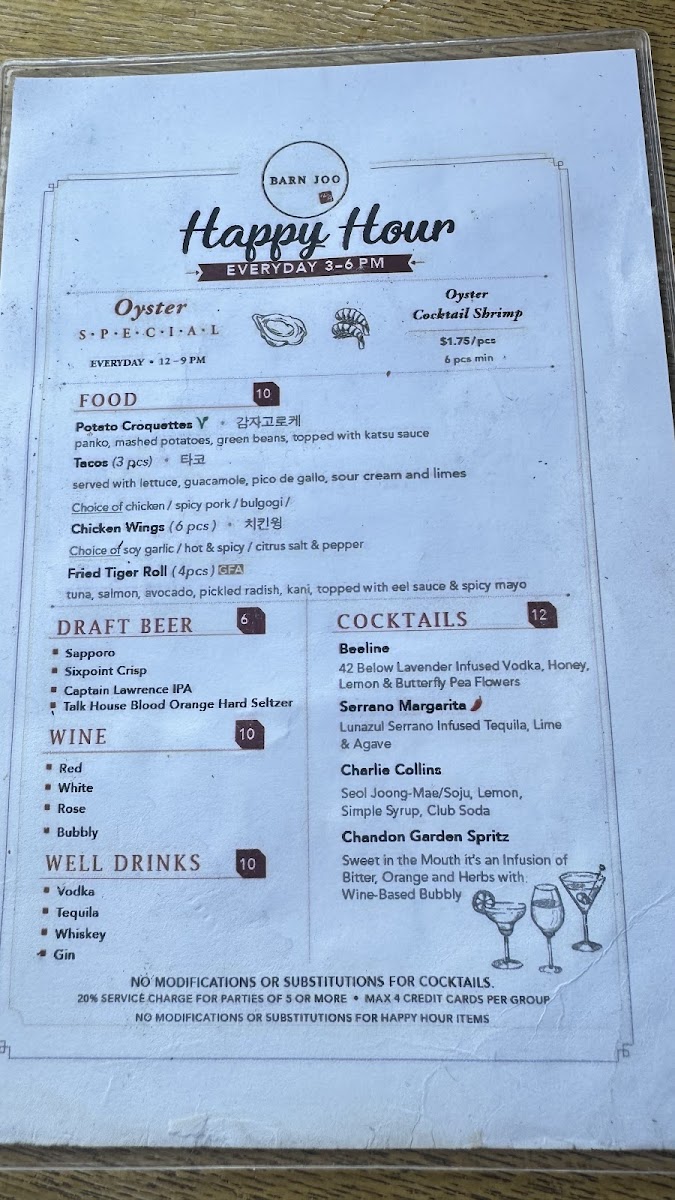 BARN JOO
Happy Hour
EVERYDAY 3-6 PM
Oyster
S·P·E·C·I·A·L
EVERYDAY • 12-9 PM
Oyster
Cocktail Shrimp
$1.75/pcs
6 pcs min
FOOD 10
Potato Croquettes V • 감자고로케
panko, mashed potatoes, green beans, topped with katsu sauce
Tacos (3 pcs) • 타코
served with lettuce, guacamole, pico de gallo, sour cream and limes
Choice of chicken / spicy pork / bulgogi /
Chicken Wings (6 pcs) • 치킨윙
Choice of soy garlic / hot & spicy / citrus salt & pepper
Fried Tiger Roll (4pcs) GFA
tuna, salmon, avocado, pickled radish, kani, topped with eel sauce & spicy mayo
DRAFT BEER 6
Sapporo
Sixpoint Crisp
Captain Lawrence IPA
Talk House Blood Orange Hard Seltzer
WINE 10
Red
White
Rose
Bubbly
WELL DRINKS 10
Vodka
Tequila
Whiskey
Gin
COCKTAILS 12
Beeline
42 Below Lavender Infused Vodka, Honey,
Lemon & Butterfly Pea Flowers
Serrano Margarita
Lunazul Serrano Infused Tequila, Lime
& Agave
Charlie Collins
Seol Joong-Mae/Soju, Lemon,
Simple Syrup, Club Soda
Chandon Garden Spritz
Sweet in the Mouth it's an Infusion of
Bitter, Orange and Herbs with
Wine-Based Bubbly
NO MODIFICATIONS OR SUBSTITUTIONS FOR COCKTAILS.
20% SERVICE CHARGE FOR PARTIES OF 5 OR MORE • MAX 4 CREDIT CARDS PER GROUP
NO MODIFICATIONS OR SUBSTITUTIONS FOR HAPPY HOUR ITEMS